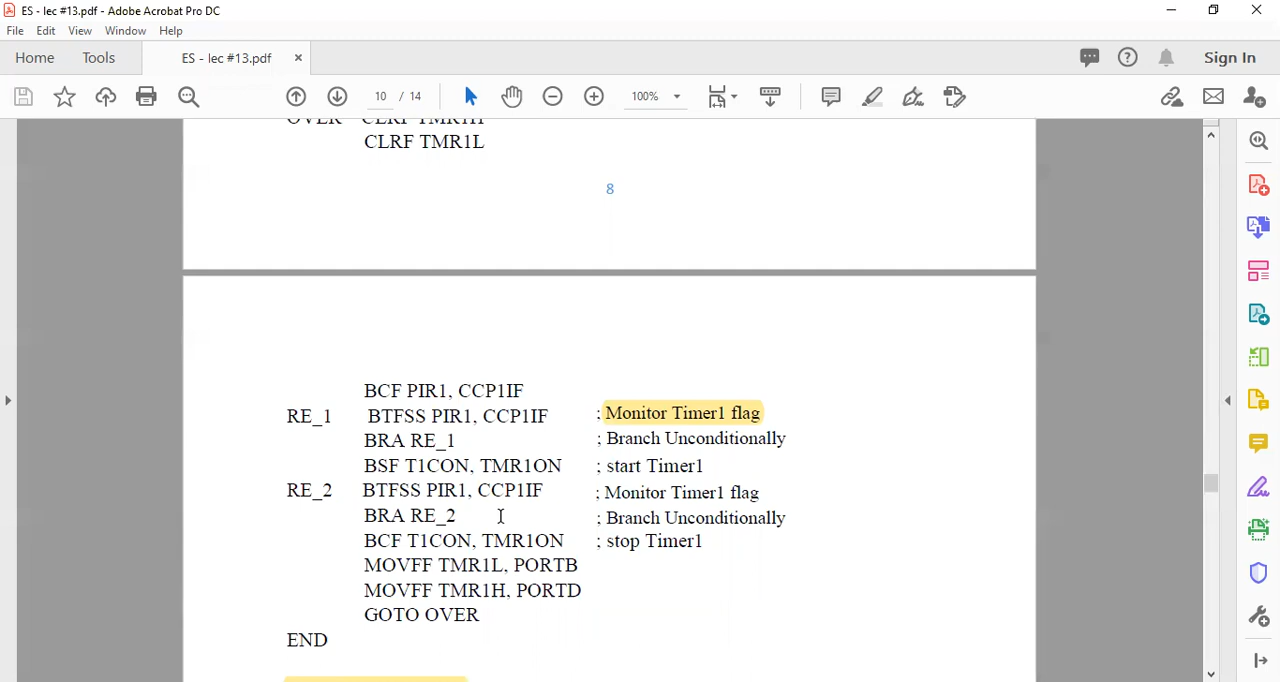 ES - lec #13.pdf - Adobe Acrobat Pro DC
File Edit View Window Help
Home Tools ES - lec #13.pdf × Sign In
10 / 14 100%
OVER CLRF TMR1H
CLRF TMR1L
8
BCF PIR1, CCP1IF
RE_1 BTFSS PIR1, CCP1IF ; Monitor Timer1 flag
BRA RE_1 ; Branch Unconditionally
BSF T1CON, TMR1ON ; start Timer1
RE_2 BTFSS PIR1, CCP1IF ; Monitor Timer1 flag
BRA RE_2 ; Branch Unconditionally
BCF T1CON, TMR1ON ; stop Timer1
MOVFF TMR1L, PORTB
MOVFF TMR1H, PORTD
GOTO OVER
END